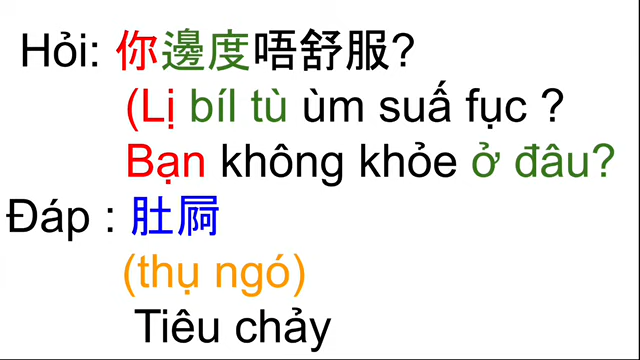 Hỏi: 你邊度唔舒服?
(Lị bíl tù ùm suấ fục ?
Bạn không khỏe ở đâu?
Đáp : 肚屙
(thụ ngó)
Tiêu chảy